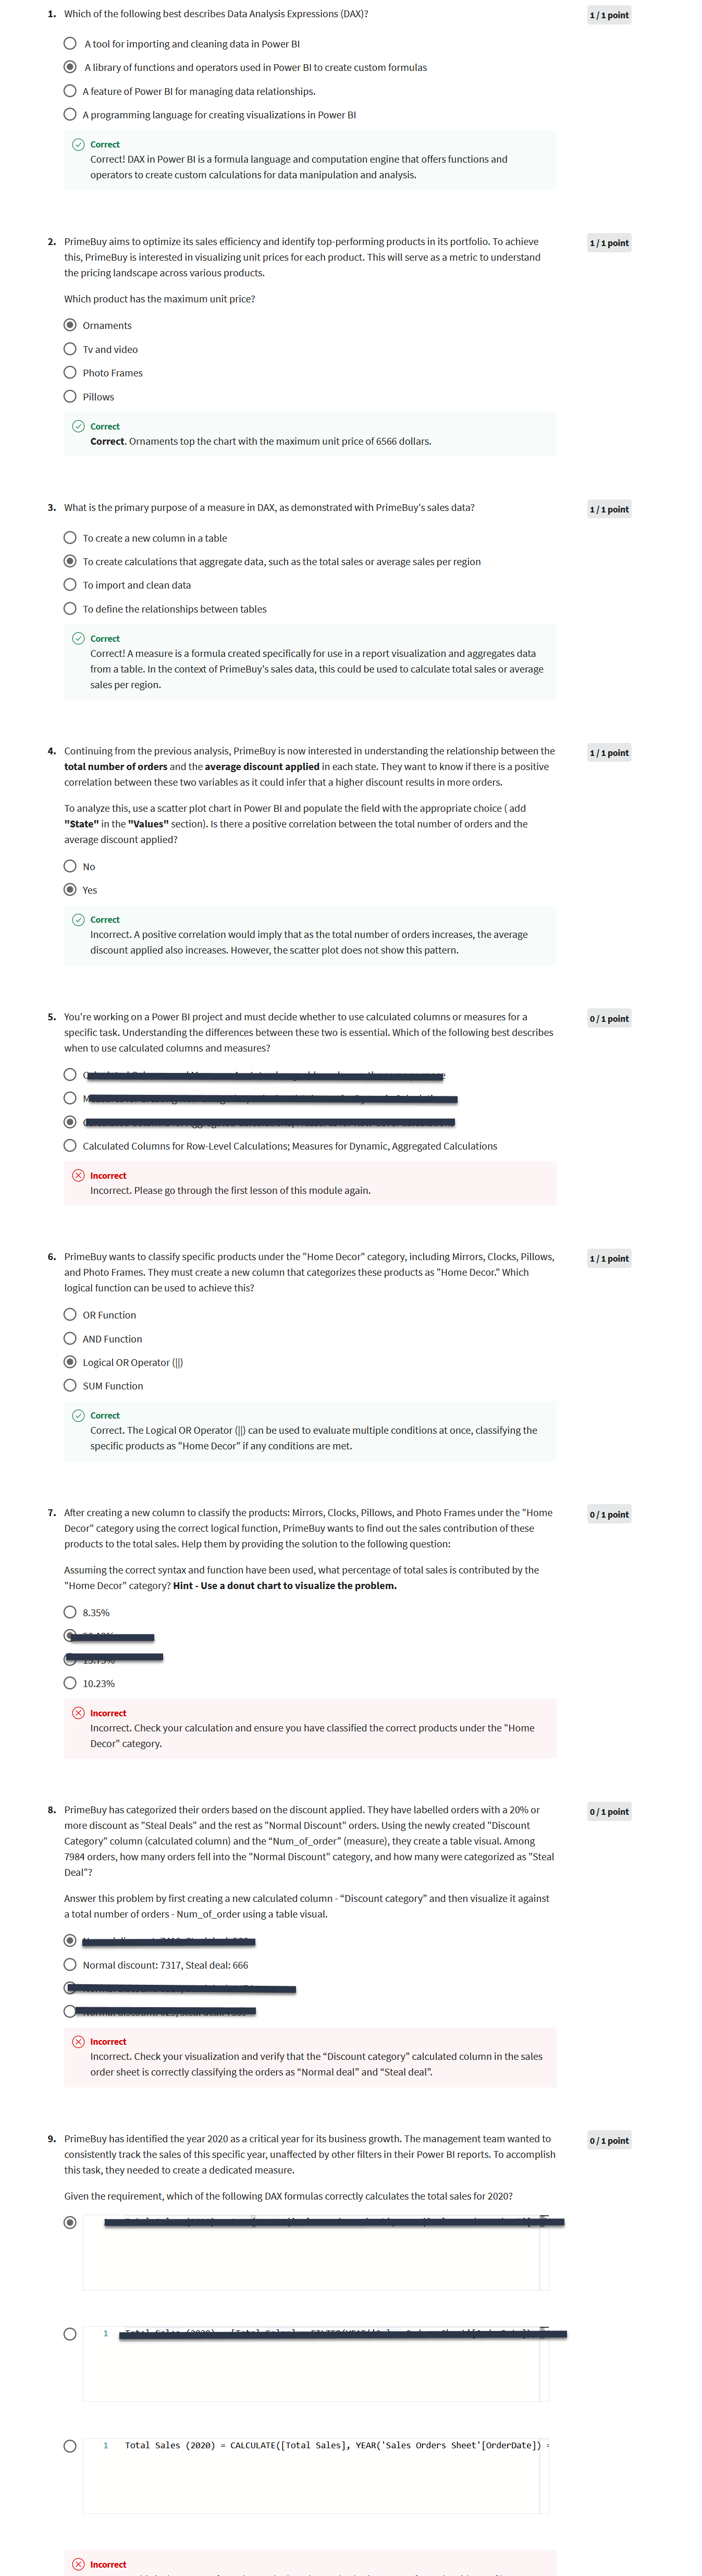 1. Which of the following best describes Data Analysis Expressions (DAX)?
1 / 1 point
A tool for importing and cleaning data in Power BI
A library of functions and operators used in Power BI to create custom formulas
A feature of Power BI for managing data relationships.
A programming language for creating visualizations in Power BI
Correct
Correct! DAX in Power BI is a formula language and computation engine that offers functions and
operators to create custom calculations for data manipulation and analysis.
2. PrimeBuy aims to optimize its sales efficiency and identify top-performing products in its portfolio. To achieve
1 / 1 point
this, PrimeBuy is interested in visualizing unit prices for each product. This will serve as a metric to understand
the pricing landscape across various products.
Which product has the maximum unit price?
Ornaments
Tv and video
Photo Frames
Pillows
Correct
Correct. Ornaments top the chart with the maximum unit price of 6566 dollars.
3. What is the primary purpose of a measure in DAX, as demonstrated with PrimeBuy's sales data?
1 / 1 point
To create a new column in a table
To create calculations that aggregate data, such as the total sales or average sales per region
To import and clean data
To define the relationships between tables
Correct
Correct! A measure is a formula created specifically for use in a report visualization and aggregates data
from a table. In the context of PrimeBuy's sales data, this could be used to calculate total sales or average
sales per region.
4. Continuing from the previous analysis, PrimeBuy is now interested in understanding the relationship between the
1 / 1 point
total number of orders and the average discount applied in each state. They want to know if there is a positive
correlation between these two variables as it could infer that a higher discount results in more orders.
To analyze this, use a scatter plot chart in Power BI and populate the field with the appropriate choice ( add
"State" in the "Values" section). Is there a positive correlation between the total number of orders and the
average discount applied?
No
Yes
Correct
Incorrect. A positive correlation would imply that as the total number of orders increases, the average
discount applied also increases. However, the scatter plot does not show this pattern.
5. You're working on a Power BI project and must decide whether to use calculated columns or measures for a
0 / 1 point
specific task. Understanding the differences between these two is essential. Which of the following best describes
when to use calculated columns and measures?
Calculated Columns for Row-Level Calculations; Measures for Dynamic, Aggregated Calculations
Incorrect
Incorrect. Please go through the first lesson of this module again.
6. PrimeBuy wants to classify specific products under the "Home Decor" category, including Mirrors, Clocks, Pillows,
1 / 1 point
and Photo Frames. They must create a new column that categorizes these products as "Home Decor." Which
logical function can be used to achieve this?
OR Function
AND Function
Logical OR Operator (||)
SUM Function
Correct
Correct. The Logical OR Operator (||) can be used to evaluate multiple conditions at once, classifying the
specific products as "Home Decor" if any conditions are met.
7. After creating a new column to classify the products: Mirrors, Clocks, Pillows, and Photo Frames under the "Home
0 / 1 point
Decor" category using the correct logical function, PrimeBuy wants to find out the sales contribution of these
products to the total sales. Help them by providing the solution to the following question:
Assuming the correct syntax and function have been used, what percentage of total sales is contributed by the
"Home Decor" category? Hint - Use a donut chart to visualize the problem.
8.35%
10.23%
Incorrect
Incorrect. Check your calculation and ensure you have classified the correct products under the "Home
Decor" category.
8. PrimeBuy has categorized their orders based on the discount applied. They have labelled orders with a 20% or
0 / 1 point
more discount as "Steal Deals" and the rest as "Normal Discount" orders. Using the newly created "Discount
Category" column (calculated column) and the “Num_of_order” (measure), they create a table visual. Among
7984 orders, how many orders fell into the "Normal Discount" category, and how many were categorized as "Steal
Deal"?
Answer this problem by first creating a new calculated column - “Discount category” and then visualize it against
a total number of orders - Num_of_order using a table visual.
Normal discount: 7317, Steal deal: 666
Incorrect
Incorrect. Check your visualization and verify that the “Discount category” calculated column in the sales
order sheet is correctly classifying the orders as “Normal deal” and “Steal deal”.
9. PrimeBuy has identified the year 2020 as a critical year for its business growth. The management team wanted to
0 / 1 point
consistently track the sales of this specific year, unaffected by other filters in their Power BI reports. To accomplish
this task, they needed to create a dedicated measure.
Given the requirement, which of the following DAX formulas correctly calculates the total sales for 2020?
1
1 Total Sales (2020) = CALCULATE([Total Sales], YEAR('Sales Orders Sheet'[OrderDate]) =
Incorrect